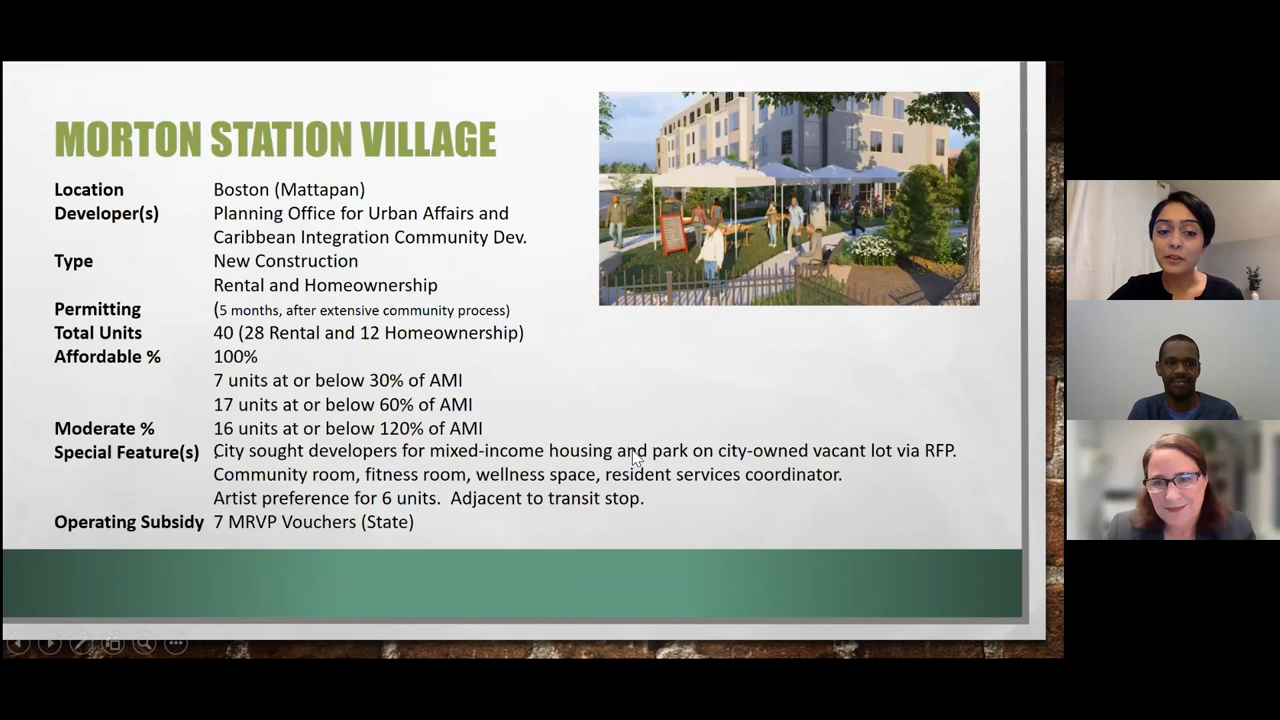 MORTON STATION VILLAGE
Location Boston (Mattapan)
Developer(s) Planning Office for Urban Affairs and
Caribbean Integration Community Dev.
Type New Construction
Rental and Homeownership
Permitting (5 months, after extensive community process)
Total Units 40 (28 Rental and 12 Homeownership)
Affordable % 100%
7 units at or below 30% of AMI
17 units at or below 60% of AMI
Moderate % 16 units at or below 120% of AMI
Special Feature(s) City sought developers for mixed-income housing and park on city-owned vacant lot via RFP.
Community room, fitness room, wellness space, resident services coordinator.
Artist preference for 6 units. Adjacent to transit stop.
Operating Subsidy 7 MRVP Vouchers (State)